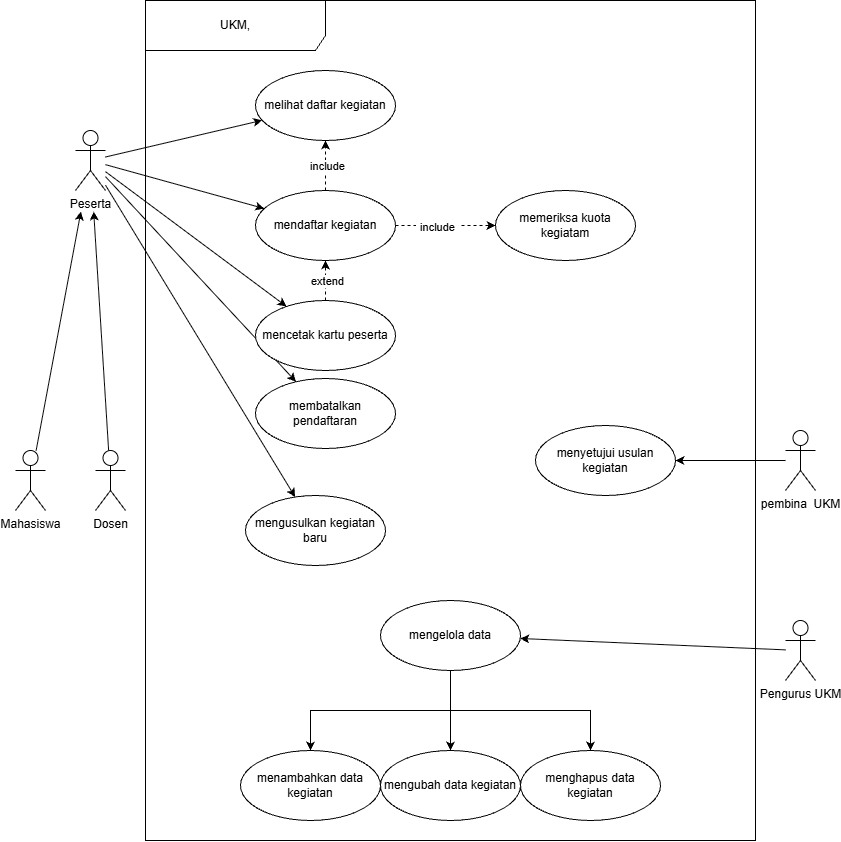 UKM,
melihat daftar kegiatan
include
Peserta
mendaftar kegiatan
include
memeriksa kuota
kegiatam
extend
mencetak kartu peserta
membatalkan
pendaftaran
menyetujui usulan
kegiatan
pembina  UKM
Mahasiswa
Dosen
mengusulkan kegiatan
baru
mengelola data
Pengurus UKM
menambahkan data
kegiatan
mengubah data kegiatan
menghapus data
kegiatan